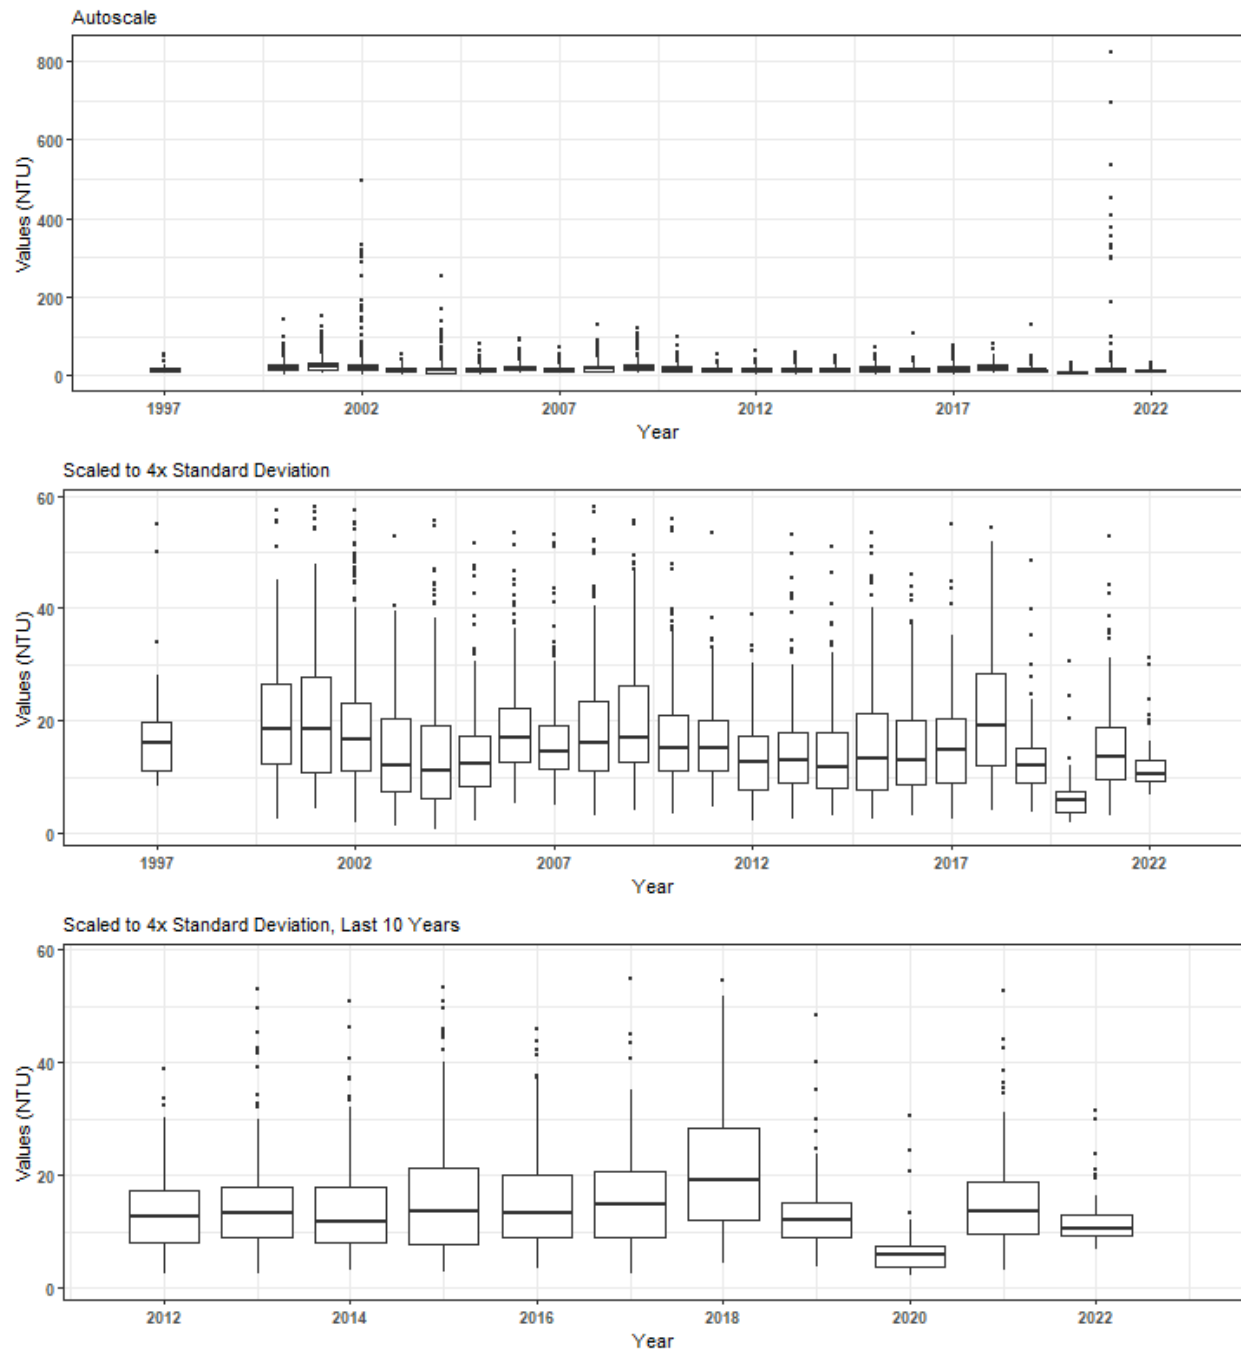 Autoscale
800
600
400
200
0
Values (NTU)
1997 2002 2007 2012 2017 2022
Year
Scaled to 4x Standard Deviation
60
40
20
0
Values (NTU)
1997 2002 2007 2012 2017 2022
Year
Scaled to 4x Standard Deviation, Last 10 Years
60
40
20
0
Values (NTU)
2012 2014 2016 2018 2020 2022
Year